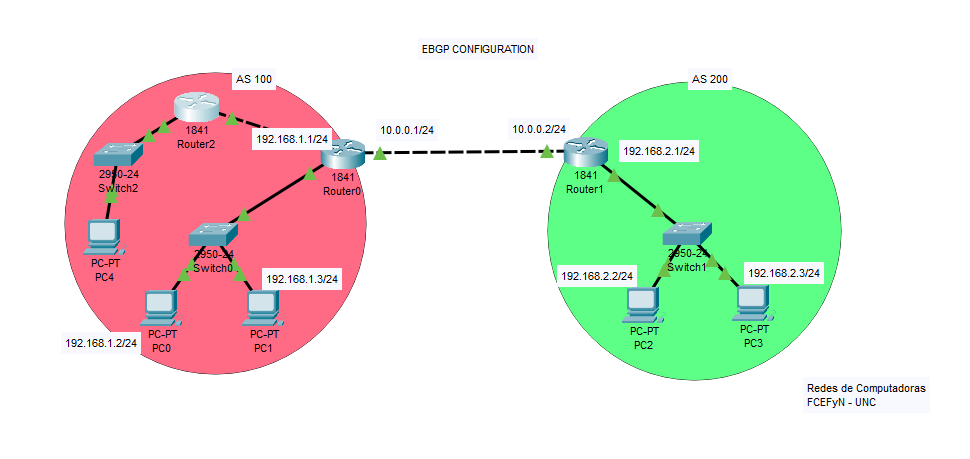 EBGP CONFIGURATION
AS 100
AS 200
1841
Router2
192.168.1.1/24
10.0.0.1/24
10.0.0.2/24
192.168.2.1/24
1841
Router0
1841
Router1
2950-24
Switch2
2950-24
Switch0
2950-24
Switch1
PC-PT
PC4
192.168.1.3/24
192.168.2.2/24
192.168.2.3/24
192.168.1.2/24
PC-PT
PC0
PC-PT
PC1
PC-PT
PC2
PC-PT
PC3
Redes de Computadoras
FCEFyN - UNC